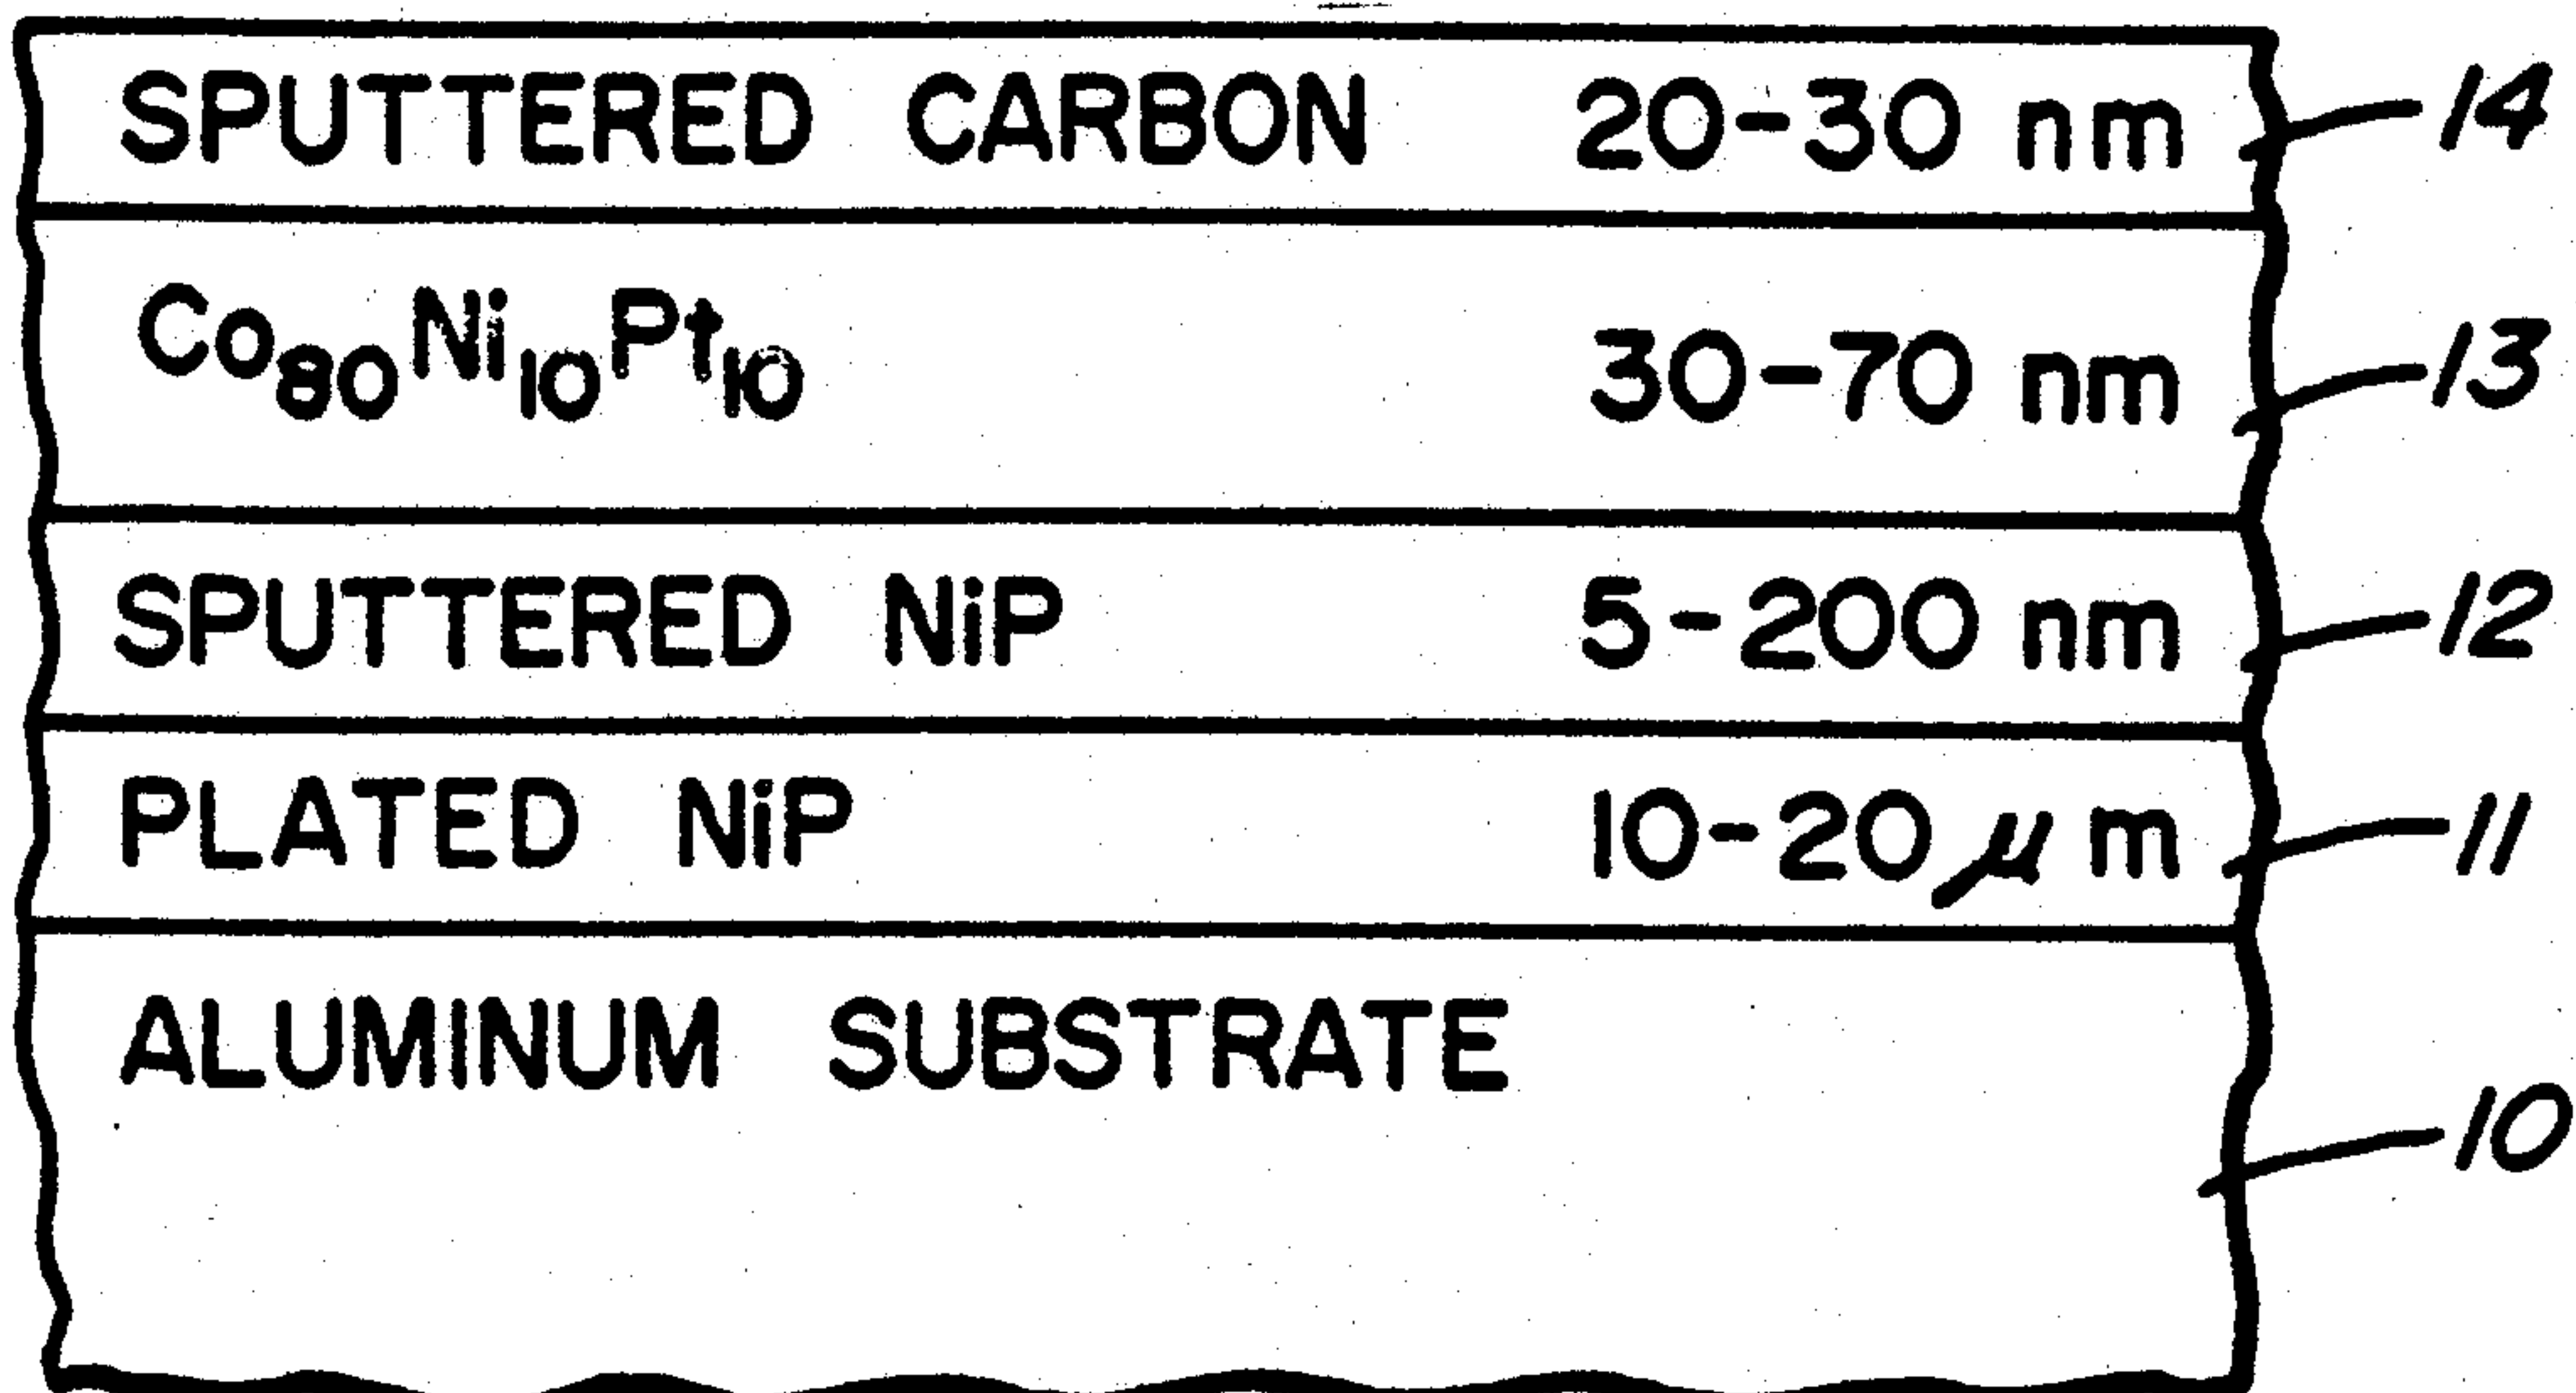 SPUTTERED CARBON 20-30 nm 14
Co80Ni10Pt10 30-70 nm 13
SPUTTERED NiP 5-200 nm 12
PLATED NiP 10-20 μm 11
ALUMINUM SUBSTRATE
10